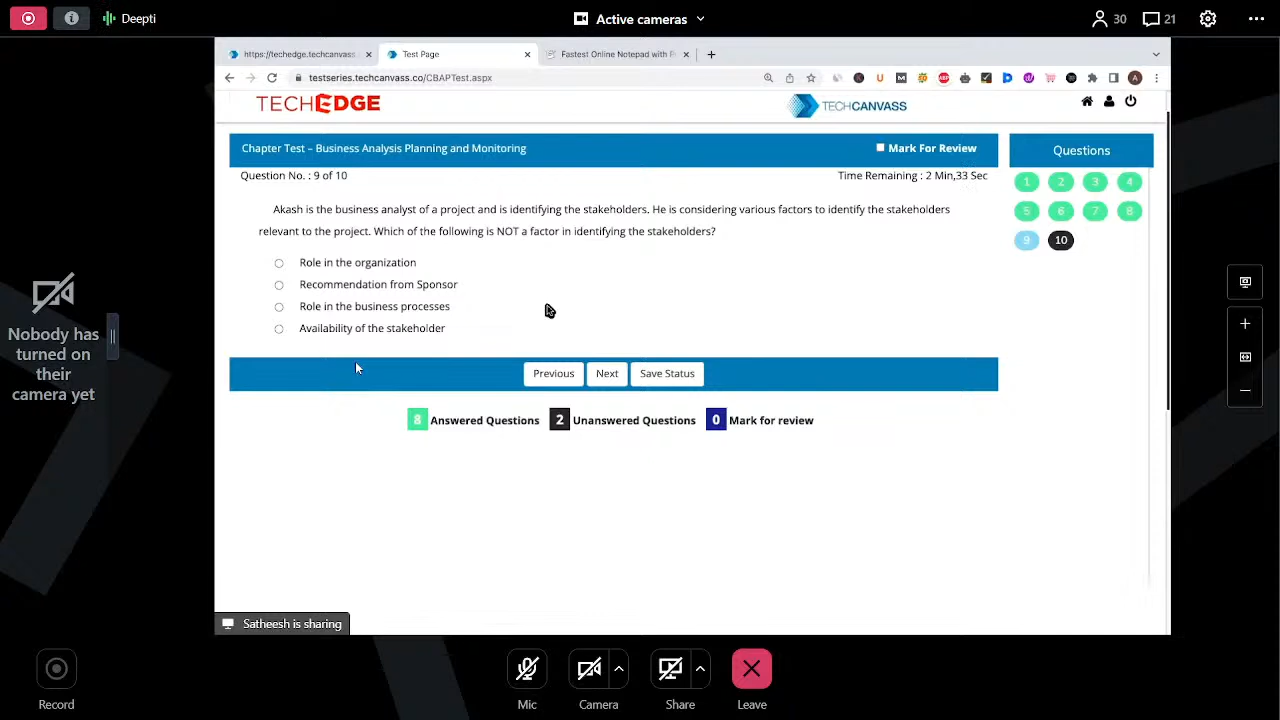 Deepti
Active cameras
30
21
https://techedge.techcanvass
Test Page
Fastest Online Notepad with R
testseries.techcanvass.co/CBAPTest.aspx
TECHEDGE
TECHCANVASS
Chapter Test – Business Analysis Planning and Monitoring
Mark For Review
Questions
Question No. : 9 of 10
Time Remaining : 2 Min,33 Sec
1 2 3 4
5 6 7 8
9 10
Akash is the business analyst of a project and is identifying the stakeholders. He is considering various factors to identify the stakeholders
relevant to the project. Which of the following is NOT a factor in identifying the stakeholders?
Role in the organization
Recommendation from Sponsor
Role in the business processes
Availability of the stakeholder
Nobody has
turned on
their
camera yet
Previous
Next
Save Status
8 Answered Questions
2 Unanswered Questions
0 Mark for review
Satheesh is sharing
Record
Mic
Camera
Share
Leave